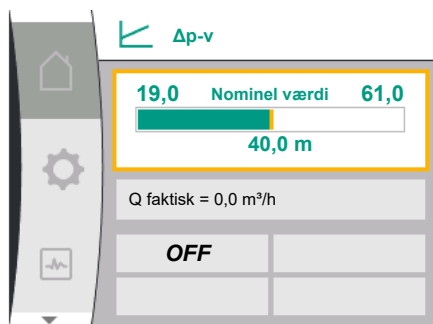 Δp-v
19,0 Nominel værdi 61,0
40,0 m
Q faktisk = 0,0 m³/h
OFF